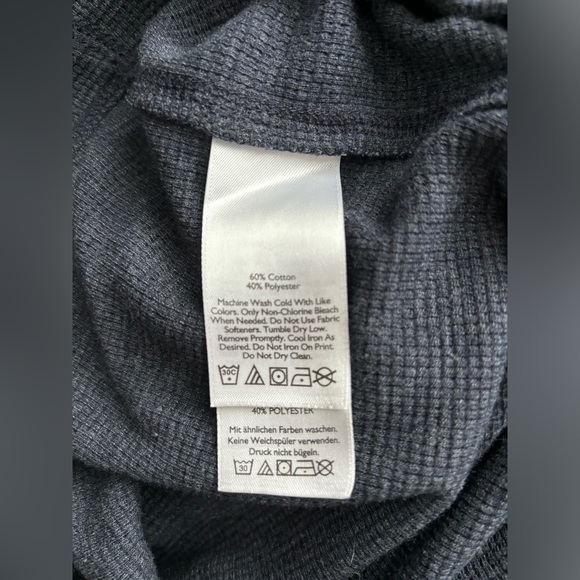 60% Cotton
40% Polyester
Machine Wash Cold With Like
Colors. Only Non-Chlorine Bleach
When Needed. Do Not Use Fabric
Softeners. Tumble Dry Low.
Remove Promptly. Cool Iron As
Desired. Do Not Iron On Print.
Do Not Dry Clean.
30C
40% POLYESTER
Mit ähnlichen Farben waschen.
Keine Weichspüler verwenden.
Druck nicht bügeln.
30